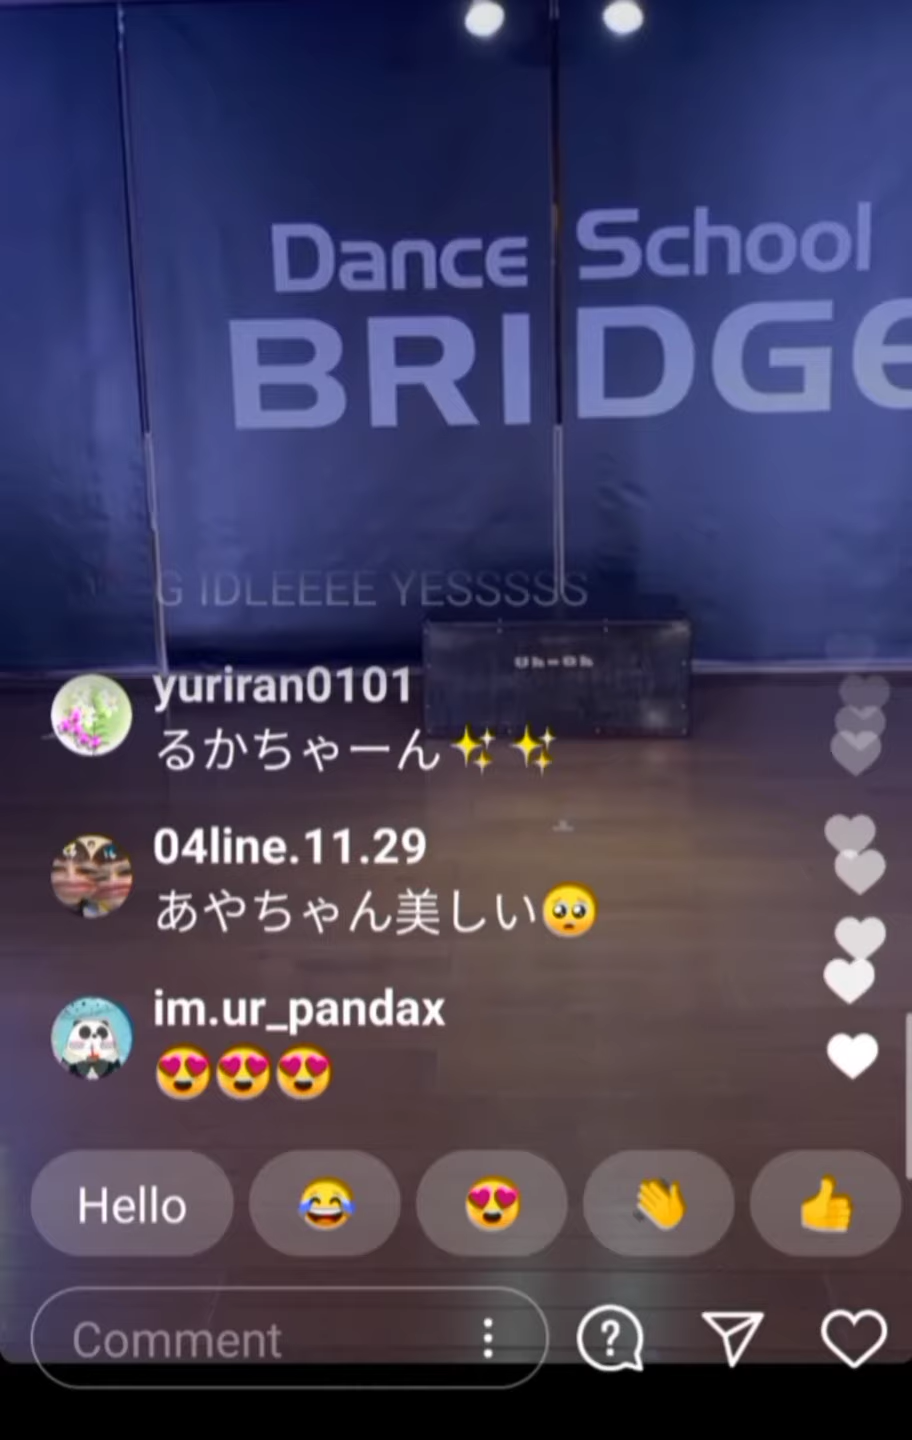 Dance School
BRIDGE
G IDLEEEE YESSSSS
Uh-Oh
yuriran0101
るかちゃーん✨✨
04line.11.29
あやちゃん美しい🥺
im.ur_pandax
😍😍😍
Hello 😂 😍 👏 👍
Comment